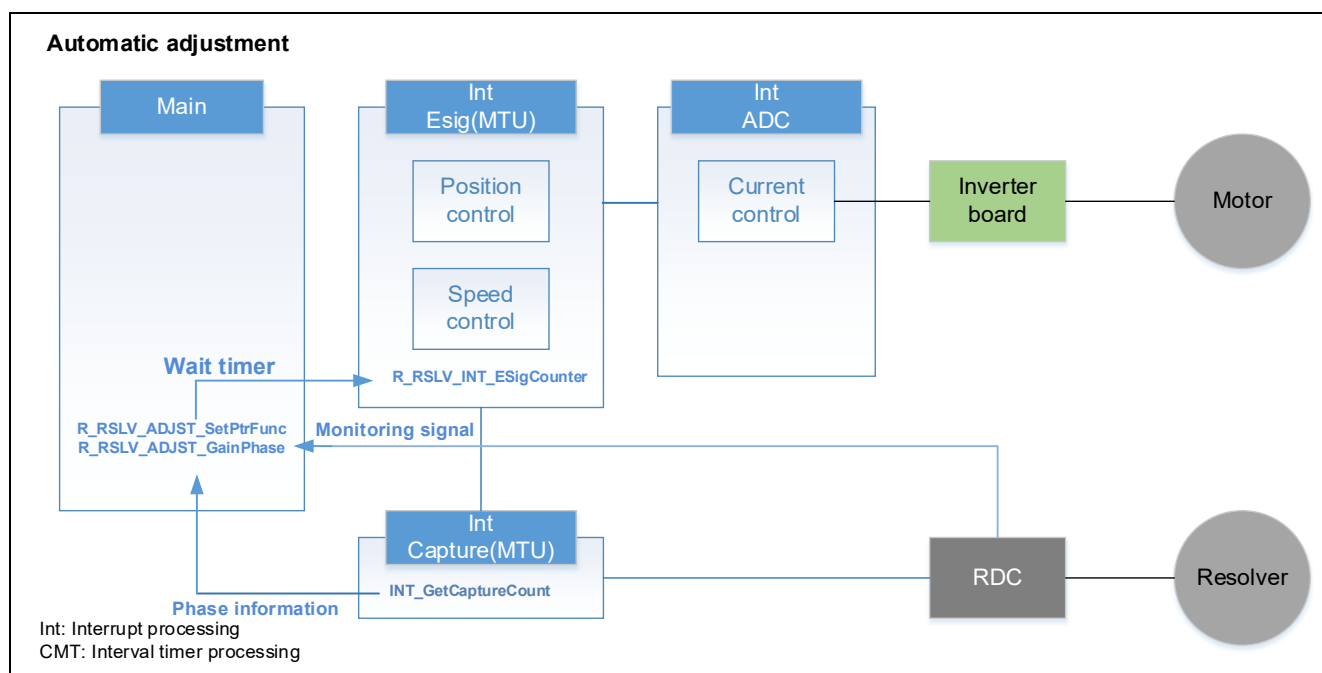 Automatic adjustment
Main
Int
Esig(MTU)
Int
ADC
Position
control
Current
control
Inverter
board
Motor
Speed
control
Wait timer
R_RSLV_INT_ESigCounter
R_RSLV_ADJST_SetPtrFunc
R_RSLV_ADJST_GainPhase
Monitoring signal
Int
Capture(MTU)
INT_GetCaptureCount
RDC
Resolver
Phase information
Int: Interrupt processing
CMT: Interval timer processing